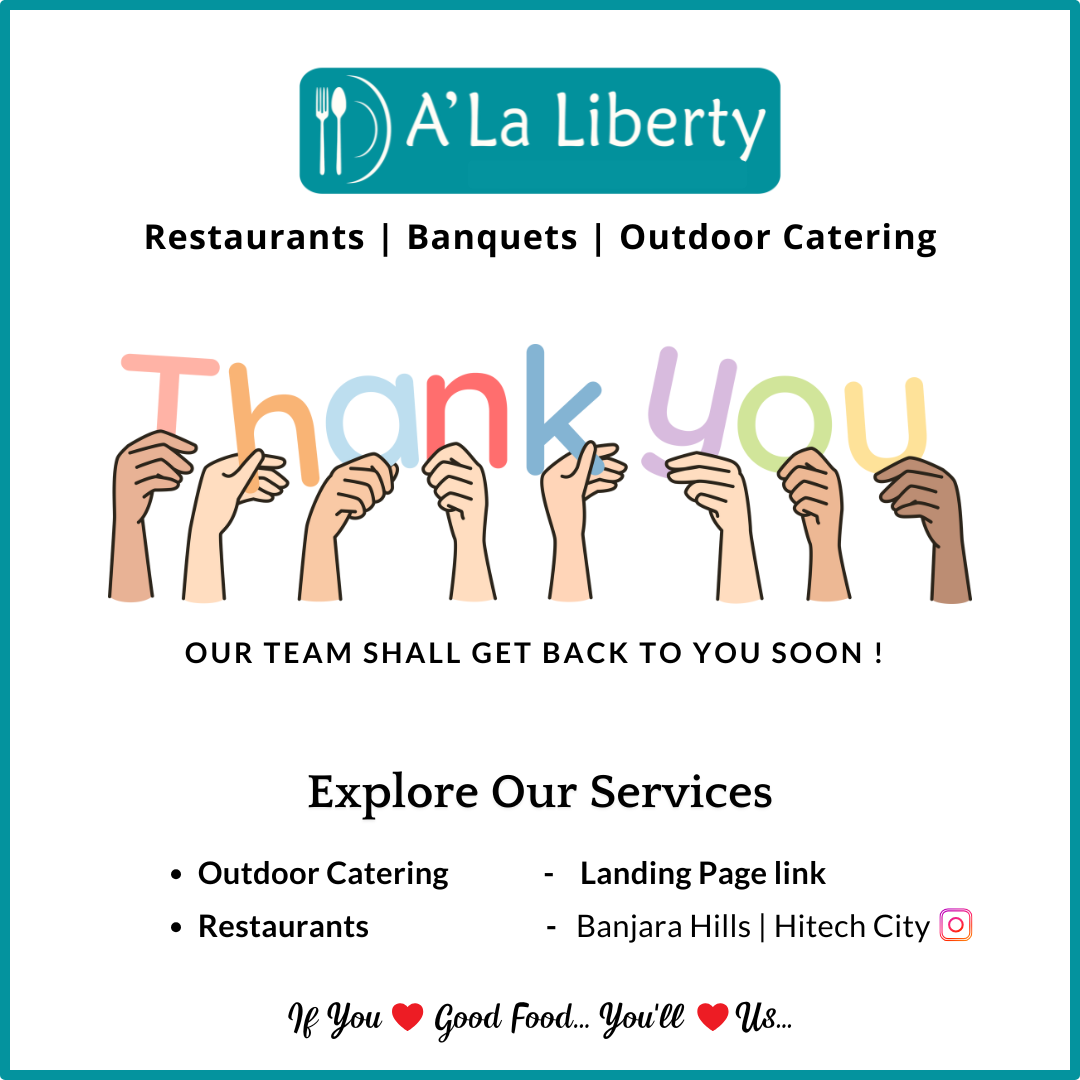 A'La Liberty
Restaurants | Banquets | Outdoor Catering
Thank you
OUR TEAM SHALL GET BACK TO YOU SOON !
Explore Our Services
• Outdoor Catering - Landing Page link
• Restaurants - Banjara Hills | Hitech City
If You ❤ Good Food... You'll ❤ Us...